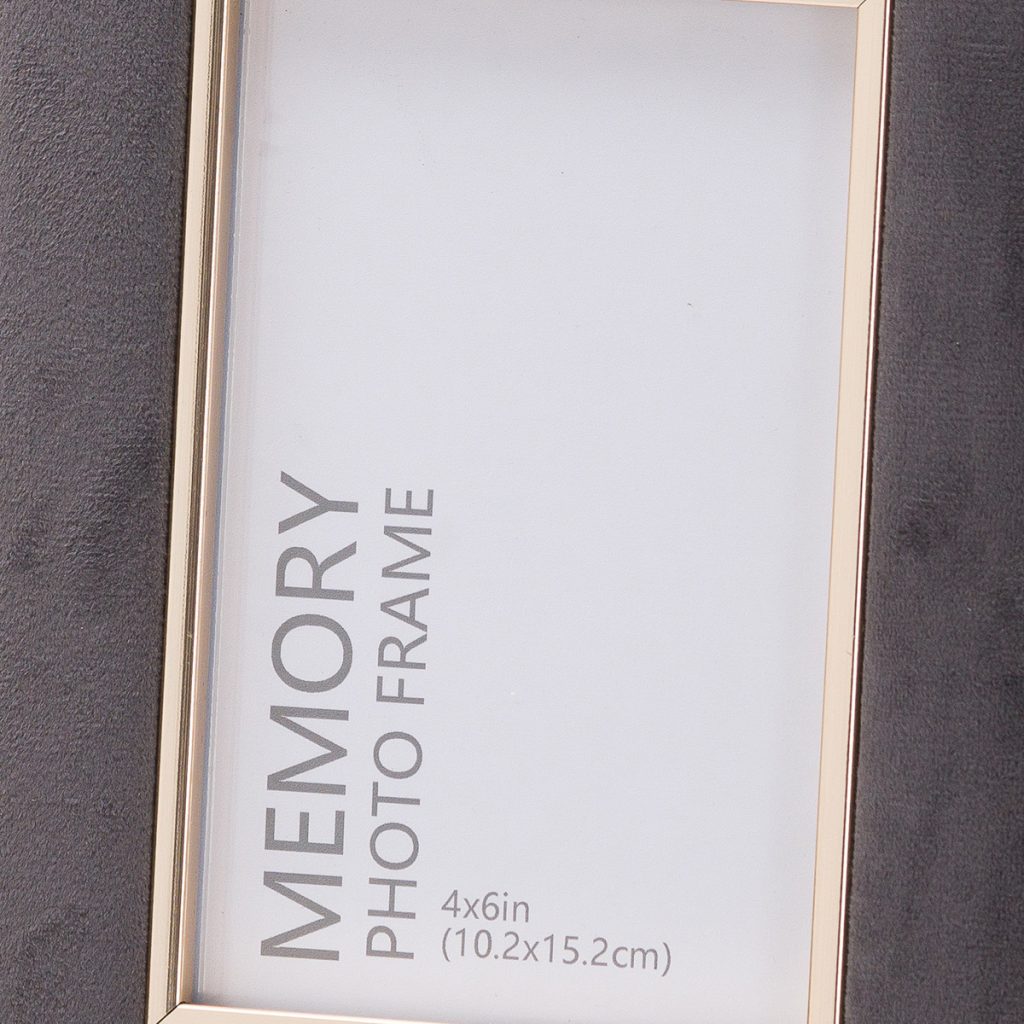 MEMORY
PHOTO FRAME
4x6in
(10.2x15.2cm)